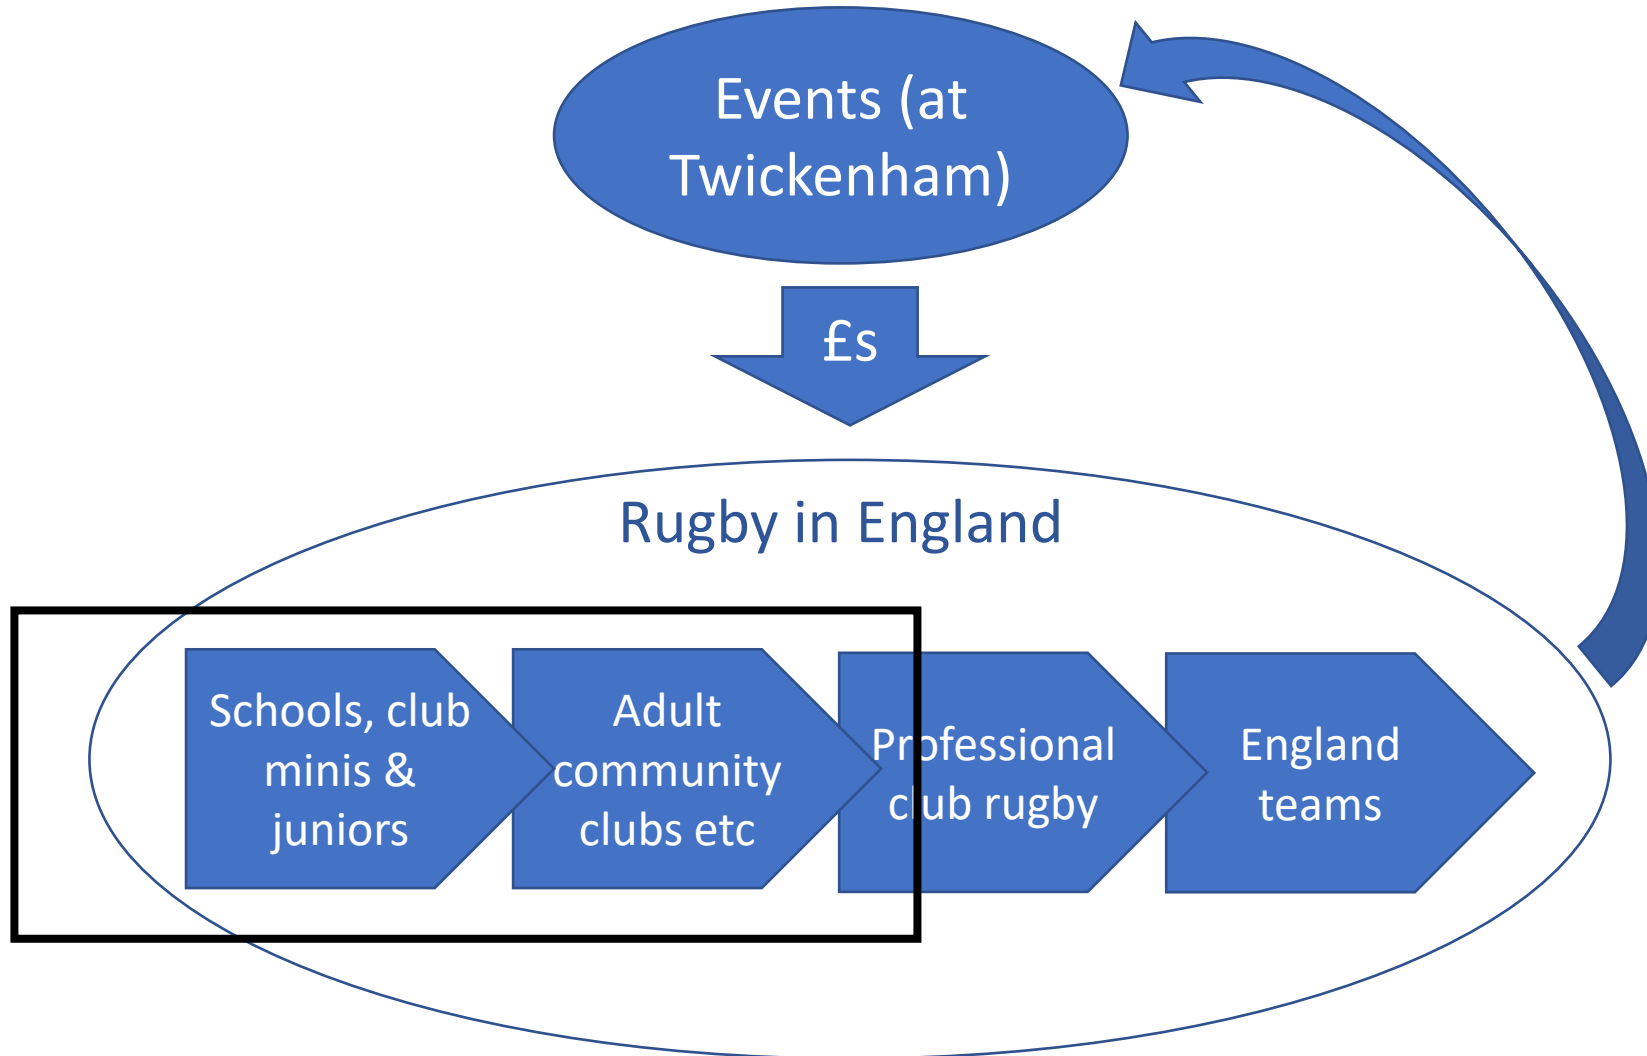 Events (at
Twickenham)
£s
Rugby in England
Schools, club
minis &
juniors
Adult
community
clubs etc
Professional
club rugby
England
teams